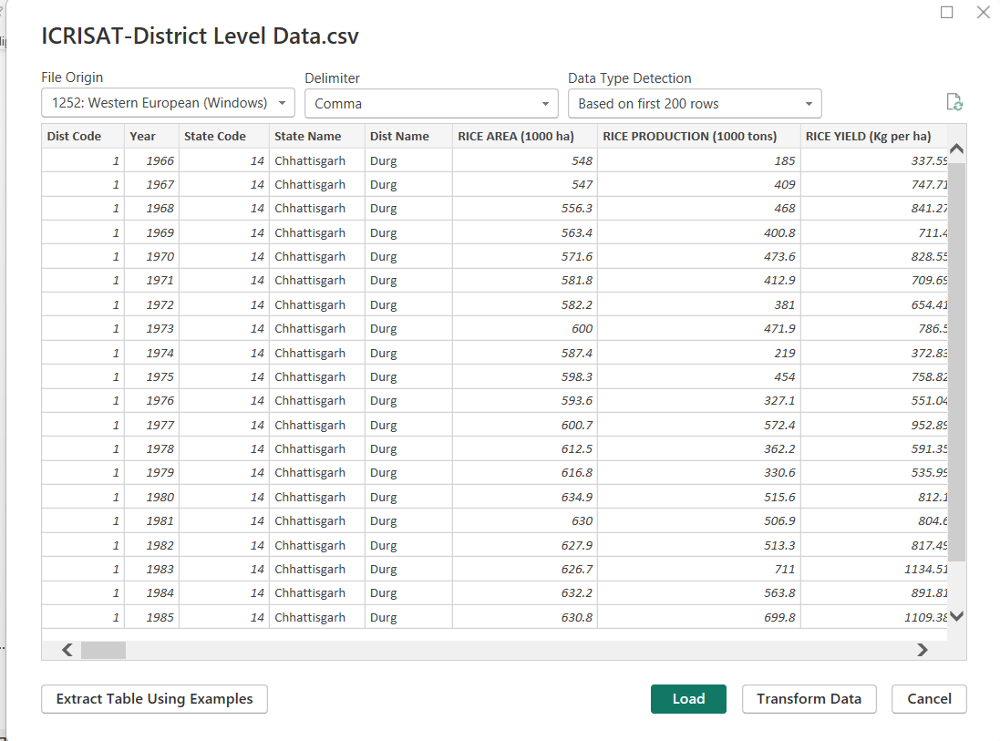 ICRISAT-District Level Data.csv
File Origin Delimiter Data Type Detection
1252: Western European (Windows) Comma Based on first 200 rows
Dist Code Year State Code State Name Dist Name RICE AREA (1000 ha) RICE PRODUCTION (1000 tons) RICE YIELD (Kg per ha)
1 1966 14 Chhattisgarh Durg 548 185 337.59
1 1967 14 Chhattisgarh Durg 547 409 747.71
1 1968 14 Chhattisgarh Durg 556.3 468 841.27
1 1969 14 Chhattisgarh Durg 563.4 400.8 711.4
1 1970 14 Chhattisgarh Durg 571.6 473.6 828.55
1 1971 14 Chhattisgarh Durg 581.8 412.9 709.69
1 1972 14 Chhattisgarh Durg 582.2 381 654.41
1 1973 14 Chhattisgarh Durg 600 471.9 786.5
1 1974 14 Chhattisgarh Durg 587.4 219 372.83
1 1975 14 Chhattisgarh Durg 598.3 454 758.82
1 1976 14 Chhattisgarh Durg 593.6 327.1 551.04
1 1977 14 Chhattisgarh Durg 600.7 572.4 952.89
1 1978 14 Chhattisgarh Durg 612.5 362.2 591.35
1 1979 14 Chhattisgarh Durg 616.8 330.6 535.99
1 1980 14 Chhattisgarh Durg 634.9 515.6 812.1
1 1981 14 Chhattisgarh Durg 630 506.9 804.6
1 1982 14 Chhattisgarh Durg 627.9 513.3 817.49
1 1983 14 Chhattisgarh Durg 626.7 711 1134.51
1 1984 14 Chhattisgarh Durg 632.2 563.8 891.81
1 1985 14 Chhattisgarh Durg 630.8 699.8 1109.38
Extract Table Using Examples Load Transform Data Cancel